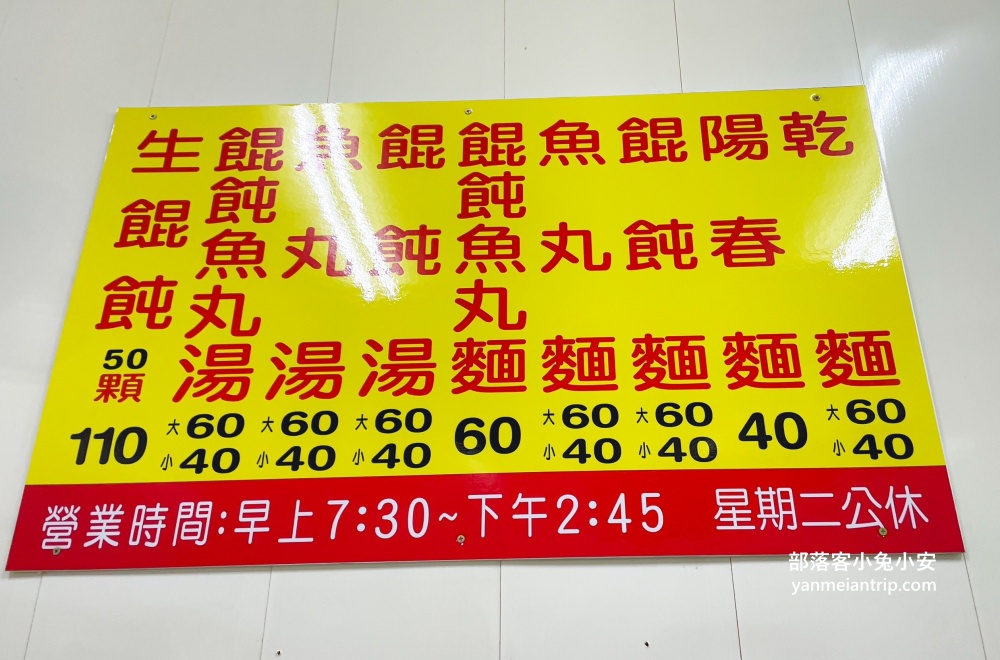 乾麵 大60 小40
陽春麵 40
餛飩麵 大60 小40
魚丸麵 大60 小40
餛飩魚丸麵 60
餛飩湯 大60 小40
魚丸湯 大60 小40
餛飩魚丸湯 大60 小40
生餛飩 50顆 110
營業時間:早上7:30~下午2:45 星期二公休
部落客小兔小安
yanmeiantrip.com